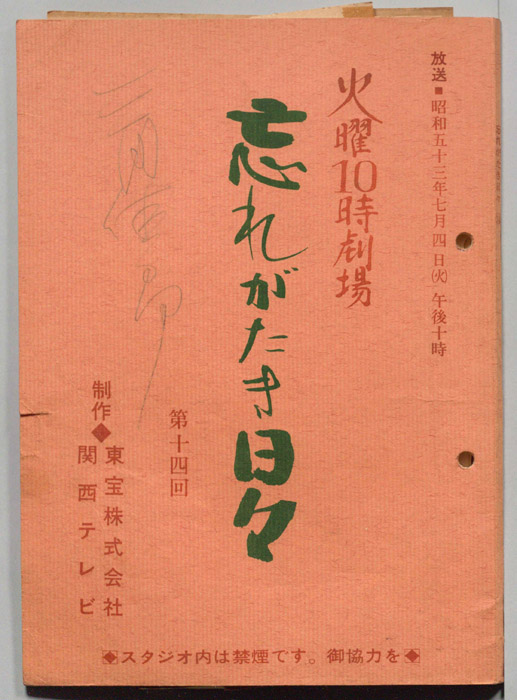 放送■昭和五十三年七月四日㈫午後十時
火曜10時劇場
忘れがたき日々
第十四回
制作◆東宝株式会社
関西テレビ
◆スタジオ内は禁煙です。御協力を◆